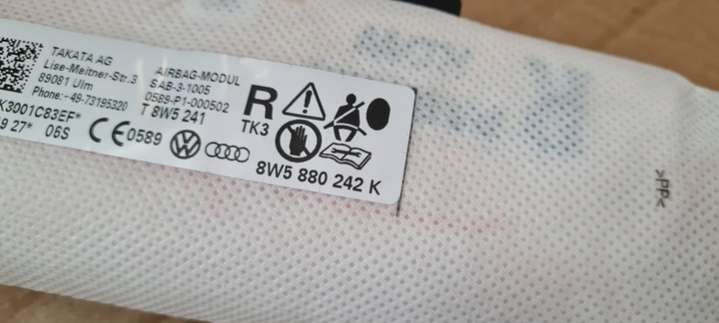 TAKATA AG
Lise-Meitner-Str.3
89081 Ulm
Phone:+49-73195320
K3001C83EF*
9 27* 06S
AIRBAG-MODUL
SAB-3-1005
0589-P1-000502
T 8W5 241
CE0589
R
TK3
8W5 880 242 K
>PP<